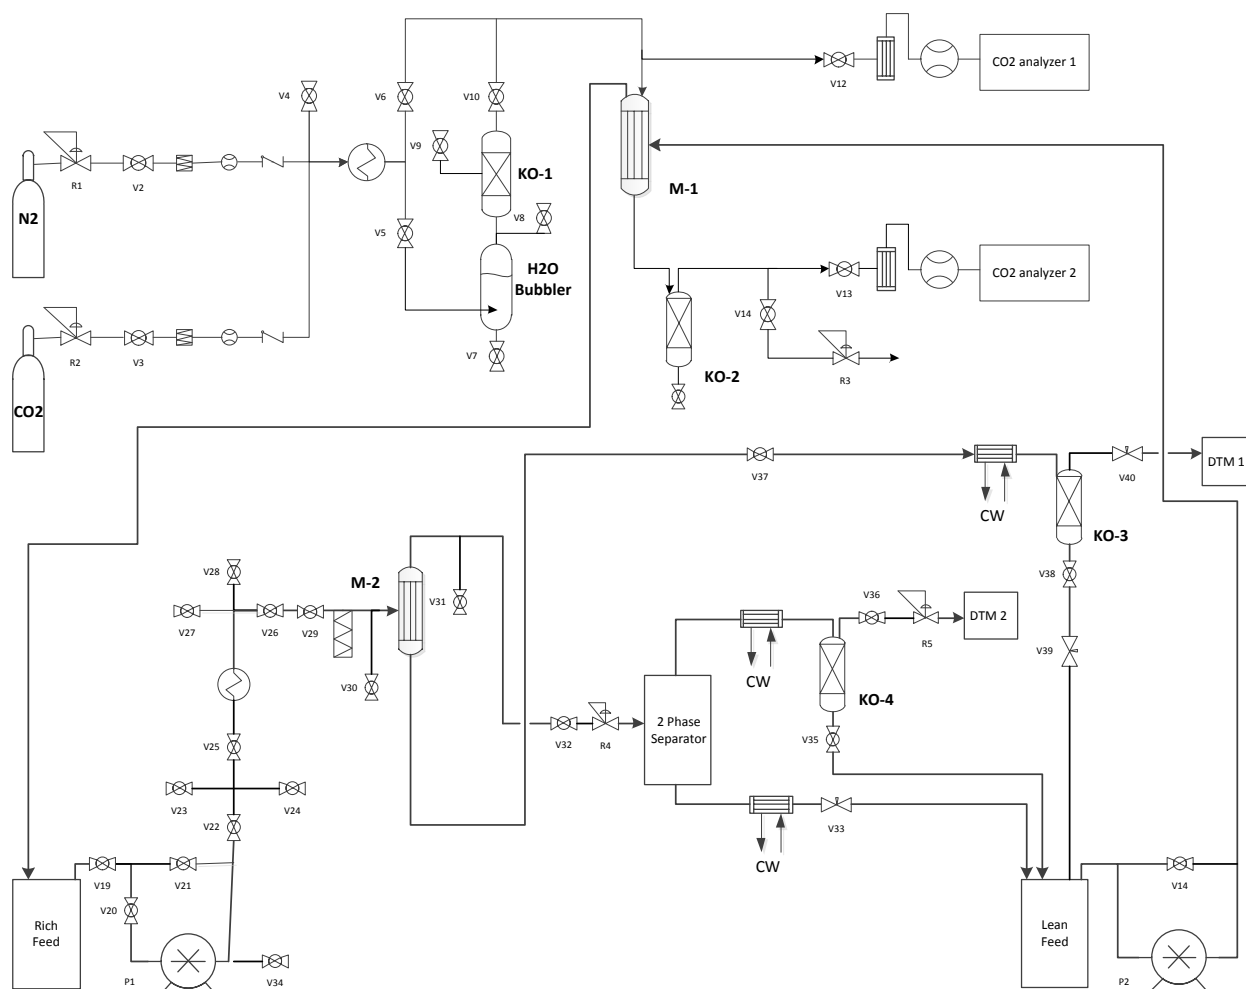 V12
CO2 analyzer 1
V4
V6
V10
V9
R1
V2
N2
KO-1
M-1
V8
V5
H2O
Bubbler
V13
CO2 analyzer 2
V14
R2
V3
V7
KO-2
R3
CO2
V37
CW
V40
DTM 1
KO-3
V38
V28
M-2
V31
V27
V26
V29
V36
R5
DTM 2
V39
V30
CW
KO-4
2 Phase
Separator
V32
R4
V35
V25
V23
V24
V22
V33
CW
V19
V21
V14
V20
Rich
Feed
Lean
Feed
P1
V34
P2